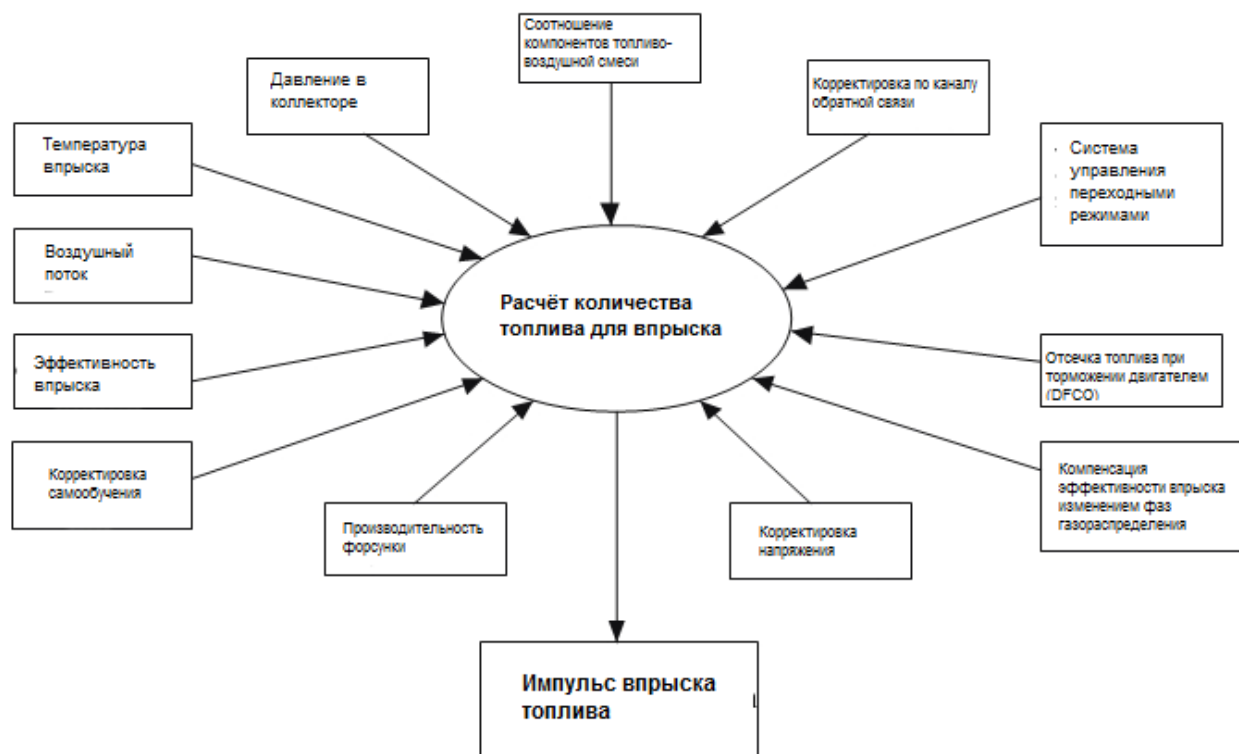 Соотношение
компонентов топливо-
воздушной смеси
Давление в
коллекторе
Корректировка по каналу
обратной связи
Температура
впрыска
Система
управления
переходными
режимами
Воздушный
поток
Расчёт количества
топлива для впрыска
Эффективность
впрыска
Отсечка топлива при
торможении двигателем
(DFCO)
Корректировка
самообучения
Компенсация
эффективности впрыска
изменением фаз
газораспределения
Производительность
форсунки
Корректировка
напряжения
Импульс впрыска
топлива